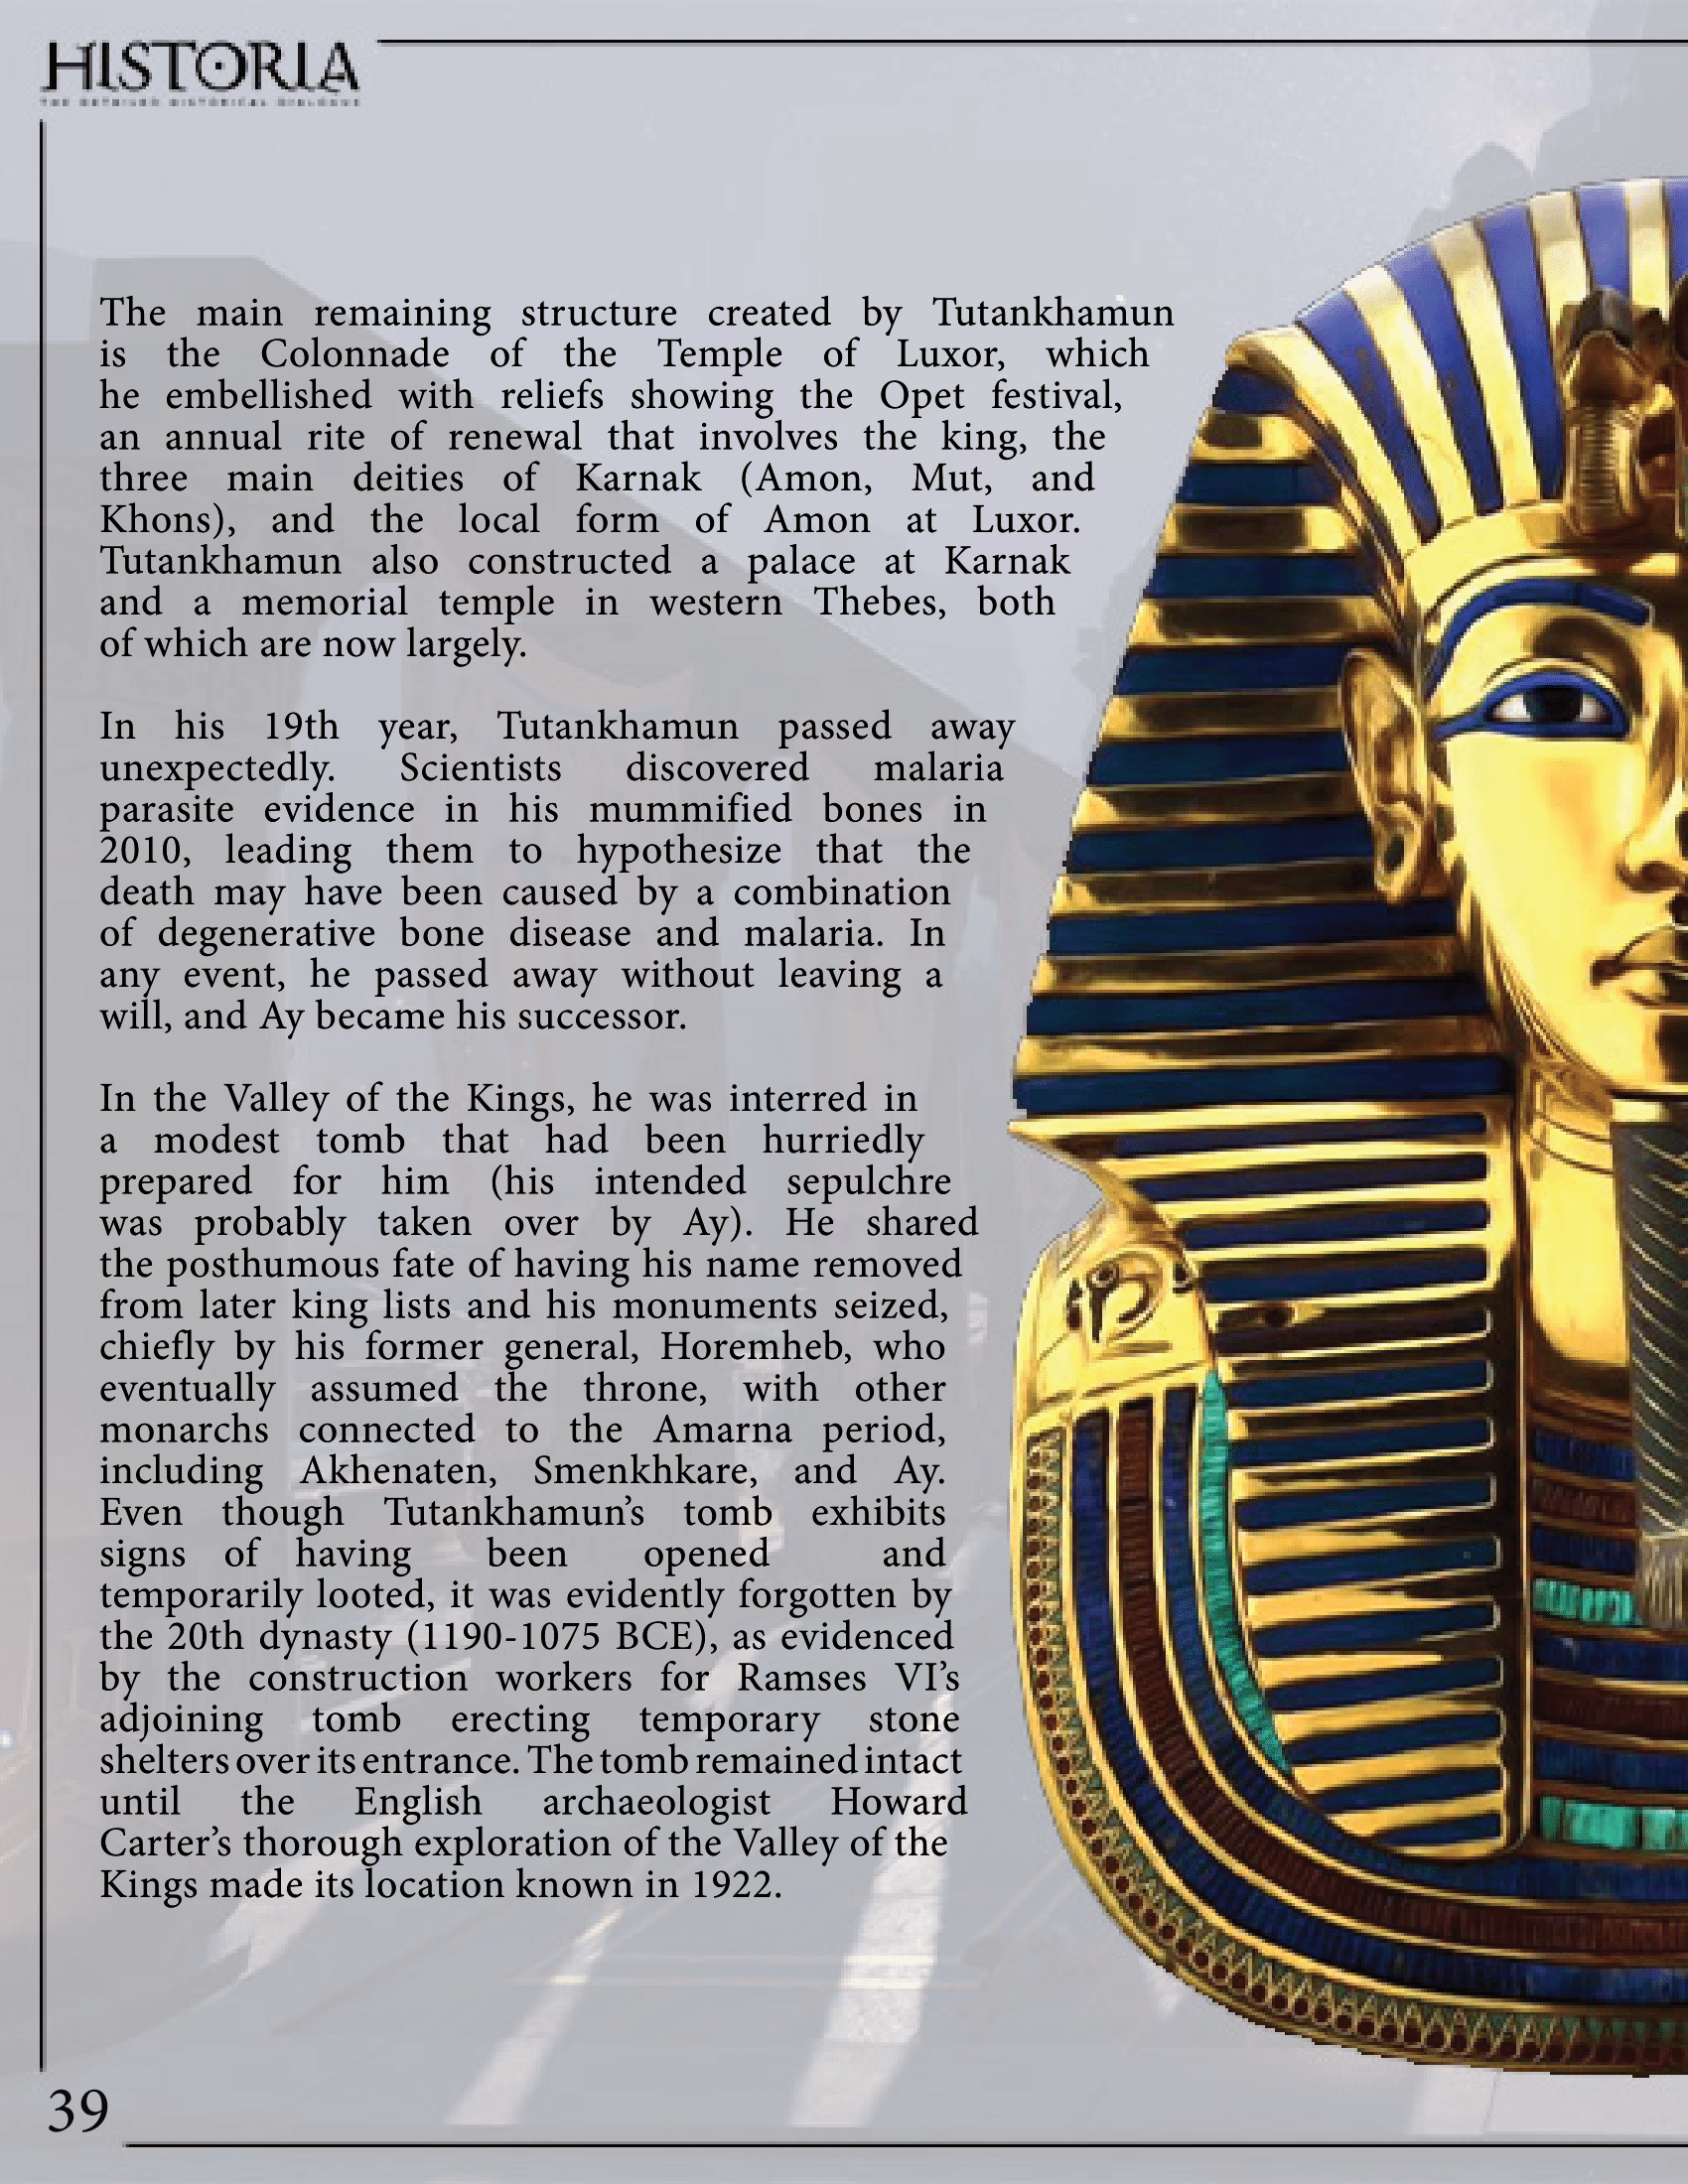 HISTORIA
THE DETAILED HISTORICAL DIALOGUE
The main remaining structure created by Tutankhamun
is the Colonnade of the Temple of Luxor, which
he embellished with reliefs showing the Opet festival,
an annual rite of renewal that involves the king, the
three main deities of Karnak (Amon, Mut, and
Khons), and the local form of Amon at Luxor.
Tutankhamun also constructed a palace at Karnak
and a memorial temple in western Thebes, both
of which are now largely.
In his 19th year, Tutankhamun passed away
unexpectedly. Scientists discovered malaria
parasite evidence in his mummified bones in
2010, leading them to hypothesize that the
death may have been caused by a combination
of degenerative bone disease and malaria. In
any event, he passed away without leaving a
will, and Ay became his successor.
In the Valley of the Kings, he was interred in
a modest tomb that had been hurriedly
prepared for him (his intended sepulchre
was probably taken over by Ay). He shared
the posthumous fate of having his name removed
from later king lists and his monuments seized,
chiefly by his former general, Horemheb, who
eventually assumed the throne, with other
monarchs connected to the Amarna period,
including Akhenaten, Smenkhkare, and Ay.
Even though Tutankhamun’s tomb exhibits
signs of having been opened and
temporarily looted, it was evidently forgotten by
the 20th dynasty (1190-1075 BCE), as evidenced
by the construction workers for Ramses VI’s
adjoining tomb erecting temporary stone
shelters over its entrance. The tomb remained intact
until the English archaeologist Howard
Carter’s thorough exploration of the Valley of the
Kings made its location known in 1922.
39